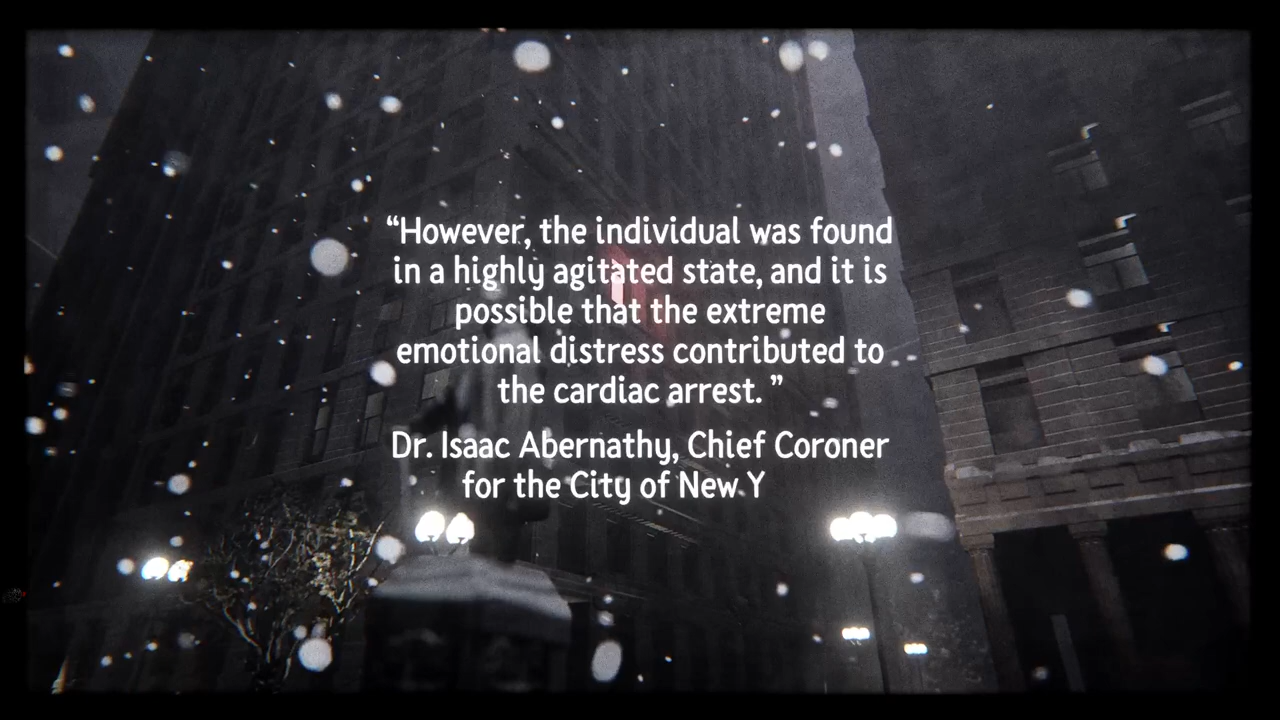 “However, the individual was found
in a highly agitated state, and it is
possible that the extreme
emotional distress contributed to
the cardiac arrest. ”
Dr. Isaac Abernathy, Chief Coroner
for the City of New Y